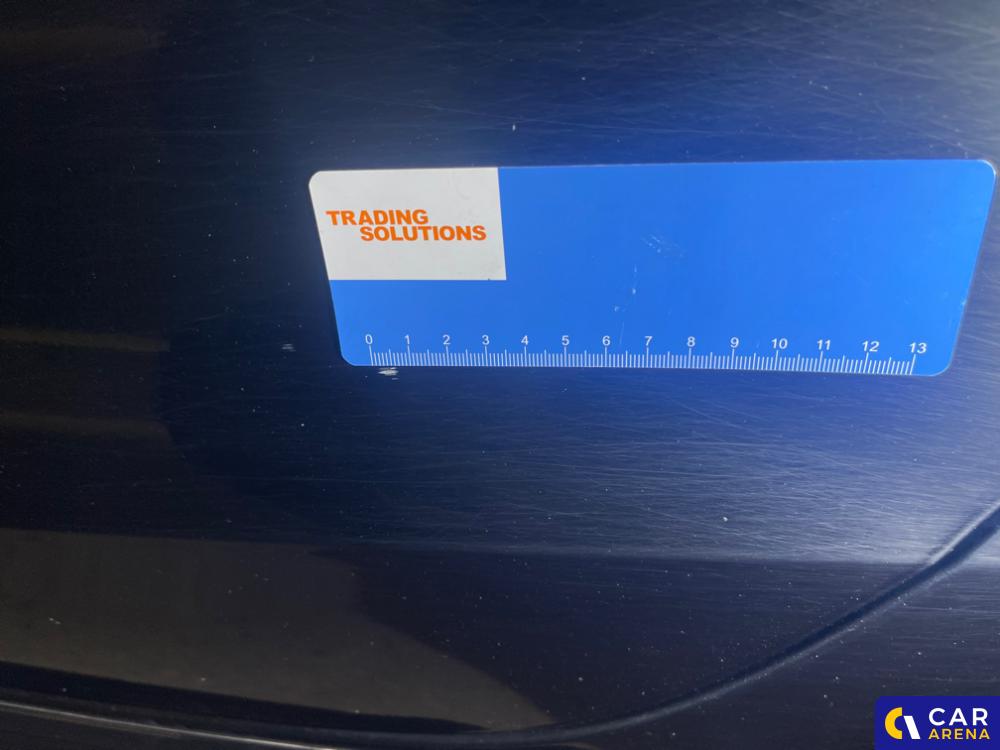 TRADING
SOLUTIONS
0 1 2 3 4 5 6 7 8 9 10 11 12 13
CAR
ARENA